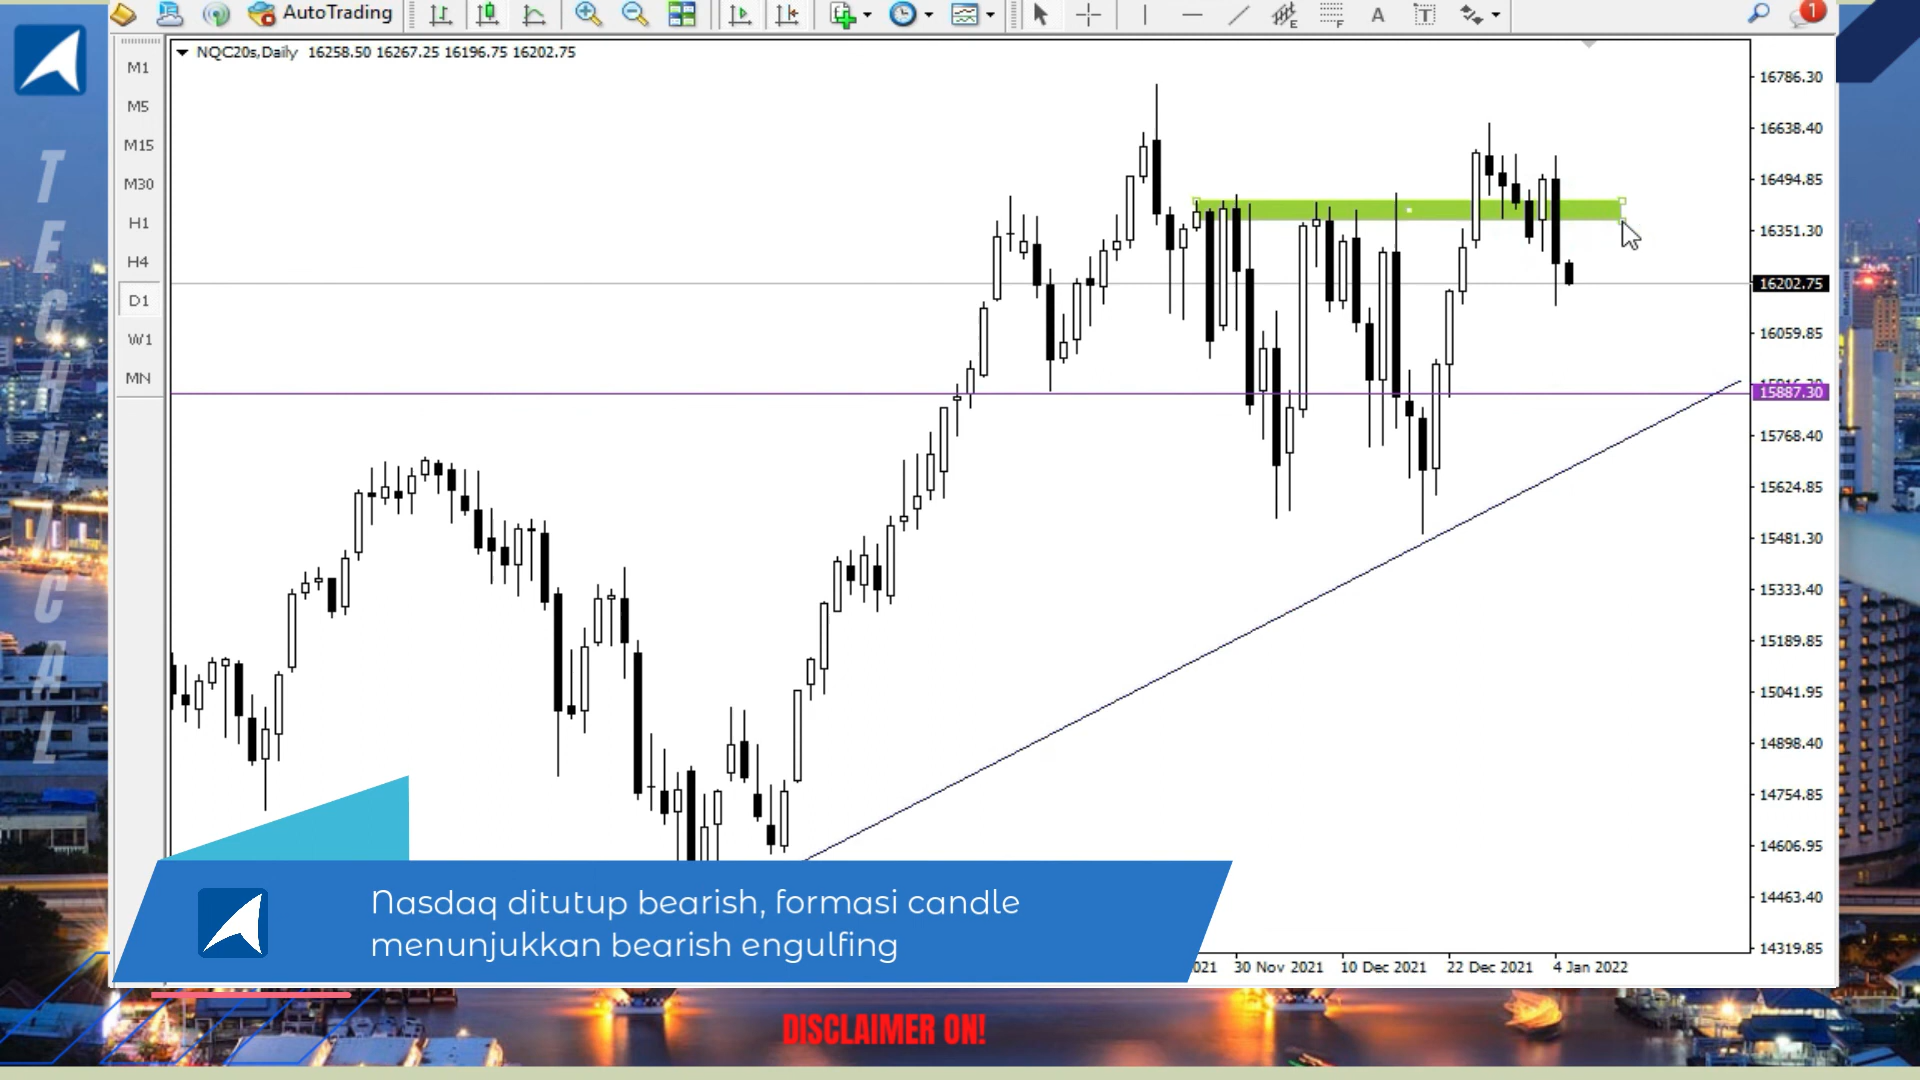 AutoTrading
E
F
A
T
1
TECHNICAL
M1
M5
M15
M30
H1
H4
D1
W1
MN
NQC20s,Daily 16258.50 16267.25 16196.75 16202.75
16786.30
16638.40
16494.85
16351.30
16202.75
16059.85
15887.30
15768.40
15624.85
15481.30
15333.40
15189.85
15041.95
14898.40
14754.85
14606.95
14463.40
14319.85
021 30 Nov 2021 10 Dec 2021 22 Dec 2021 4 Jan 2022
Nasdaq ditutup bearish, formasi candle
menunjukkan bearish engulfing
DISCLAIMER ON!